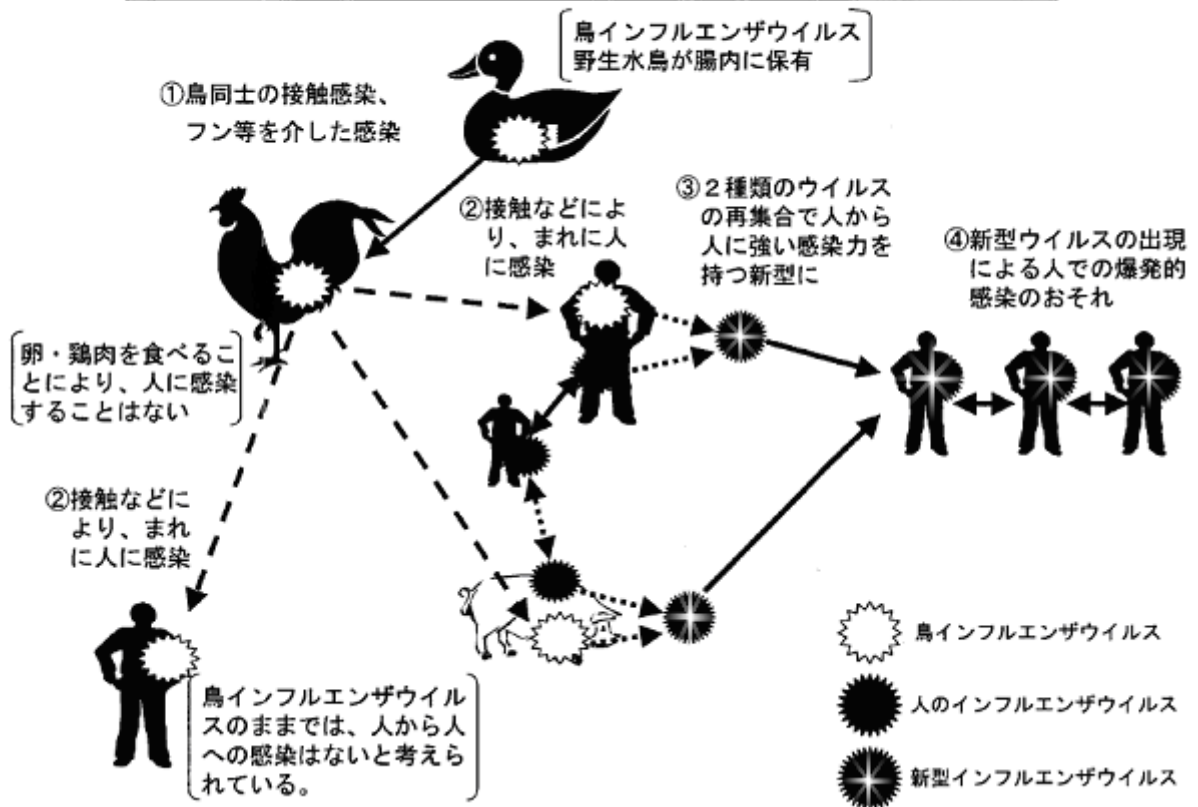 鳥インフルエンザウイルス
野生水鳥が腸内に保有
①鳥同士の接触感染、
フン等を介した感染
②接触などによ
り、まれに人
に感染
③２種類のウイルス
の再集合で人から
人に強い感染力を
持つ新型に
④新型ウイルスの出現
による人での爆発的
感染のおそれ
卵・鶏肉を食べるこ
とにより、人に感染
することはない
②接触などに
より、まれ
に人に感染
鳥インフルエンザウイル
スのままでは、人から人
への感染はないと考えら
れている。
鳥インフルエンザウイルス
人のインフルエンザウイルス
新型インフルエンザウイルス